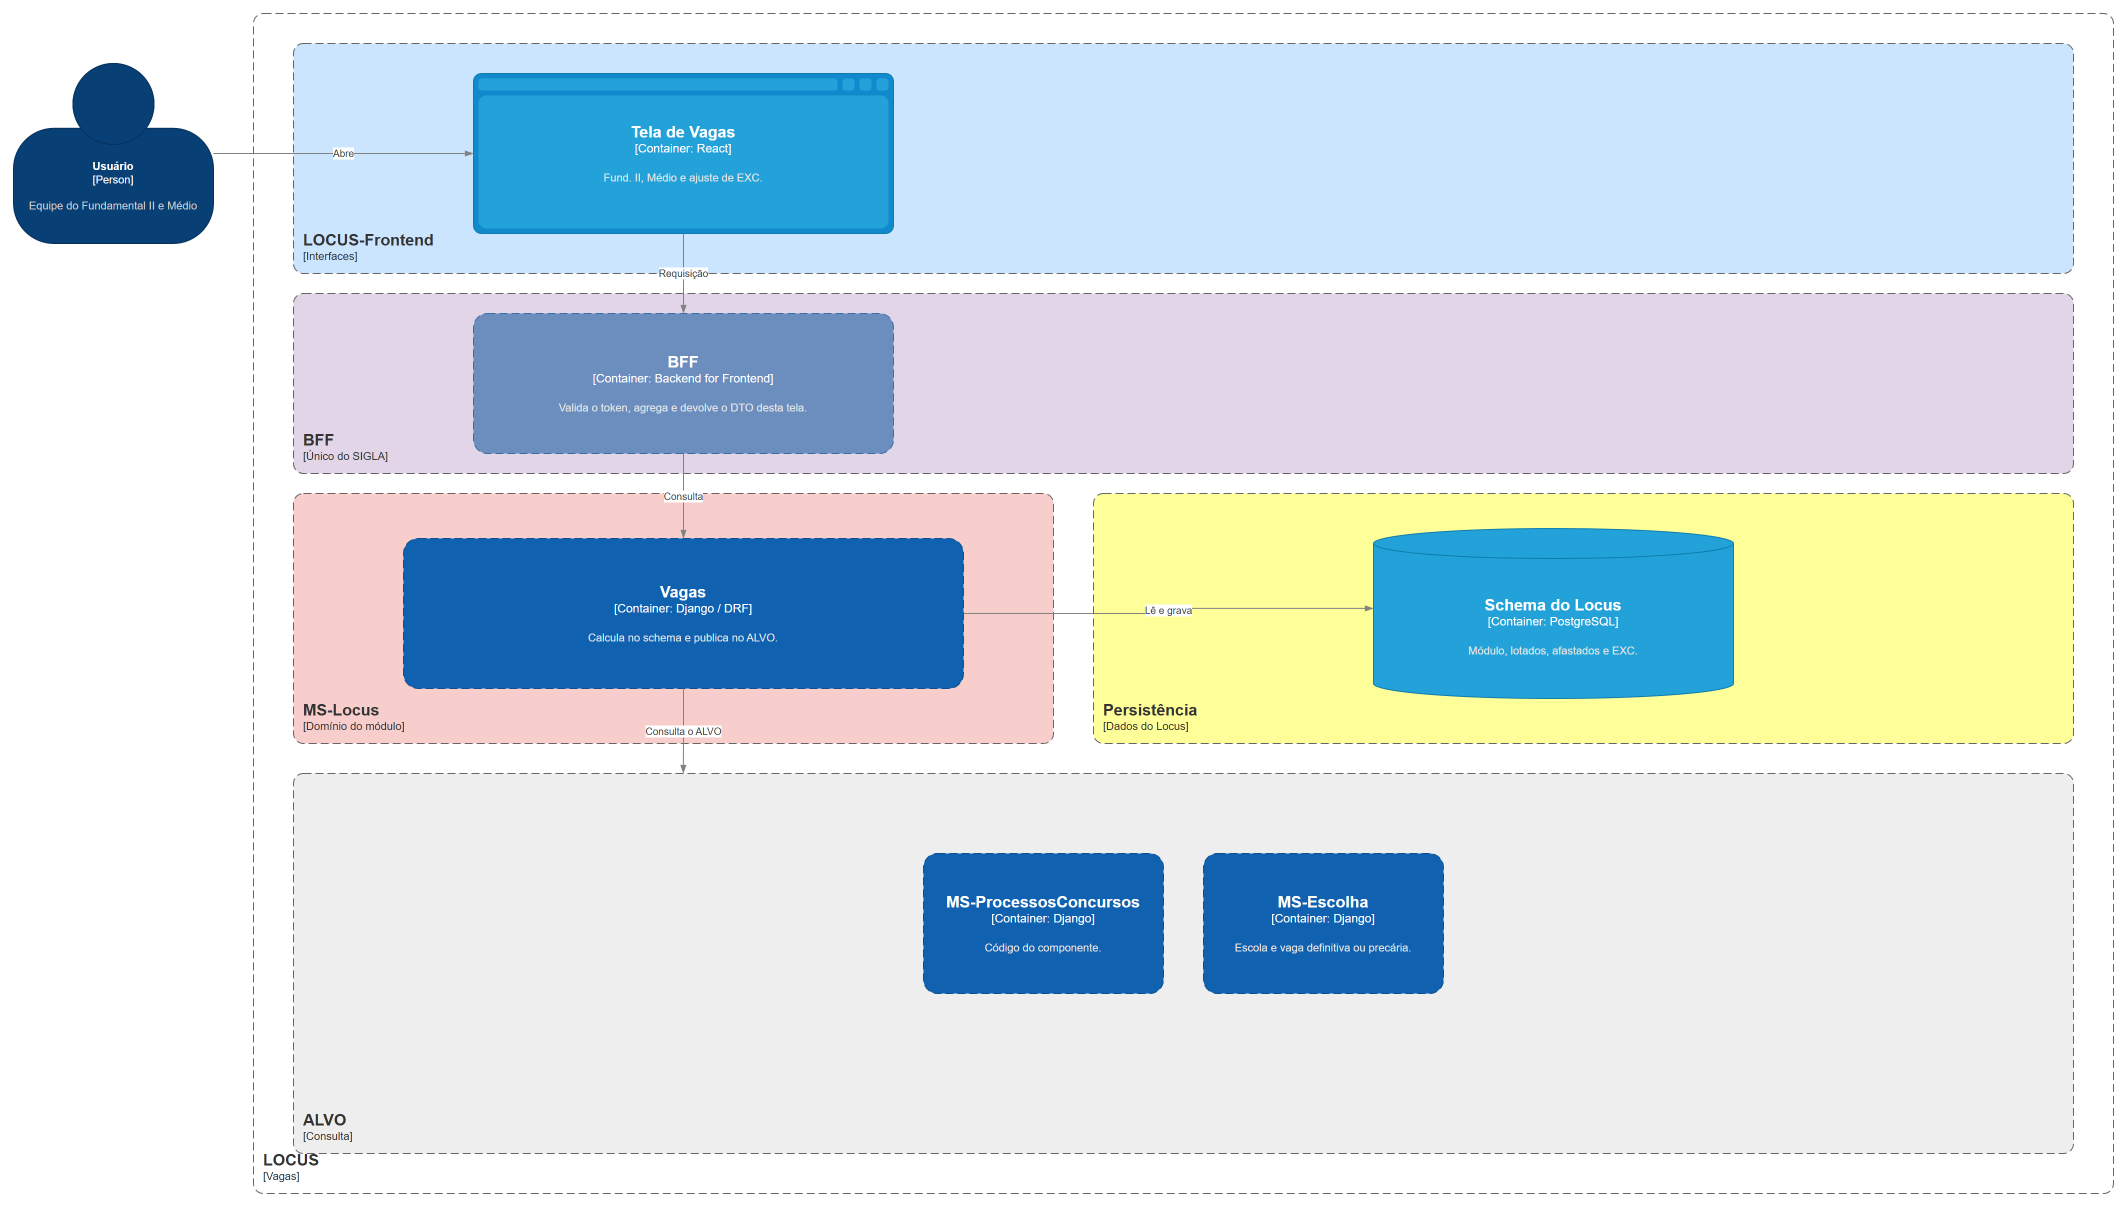 Usuário
[Person]
Equipe do Fundamental II e Médio
Abre
Tela de Vagas
[Container: React]
Fund. II, Médio e ajuste de EXC.
LOCUS-Frontend
[Interfaces]
Requisição
BFF
[Container: Backend for Frontend]
Valida o token, agrega e devolve o DTO desta tela.
BFF
[Único do SIGLA]
Consulta
Vagas
[Container: Django / DRF]
Calcula no schema e publica no ALVO.
MS-Locus
[Domínio do módulo]
Lê e grava
Schema do Locus
[Container: PostgreSQL]
Módulo, lotados, afastados e EXC.
Persistência
[Dados do Locus]
Consulta o ALVO
MS-ProcessosConcursos
[Container: Django]
Código do componente.
MS-Escolha
[Container: Django]
Escola e vaga definitiva ou precária.
ALVO
[Consulta]
LOCUS
[Vagas]